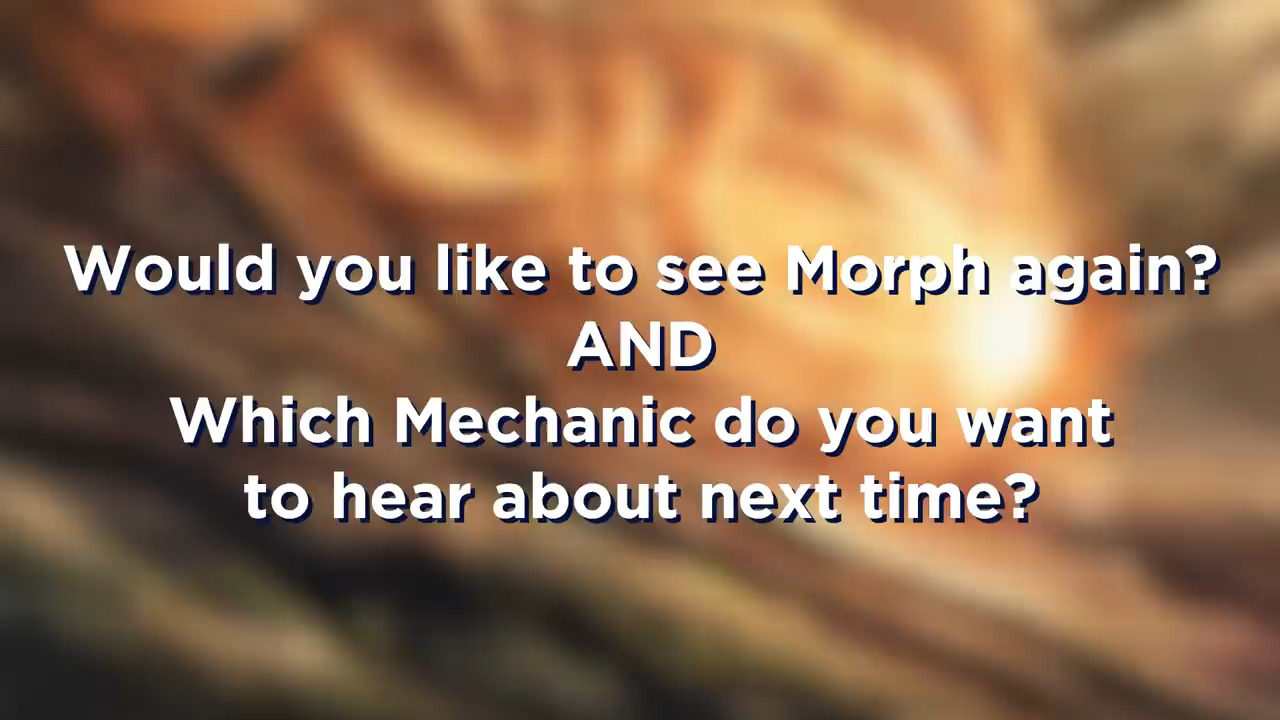 Would you like to see Morph again?
AND
Which Mechanic do you want
to hear about next time?